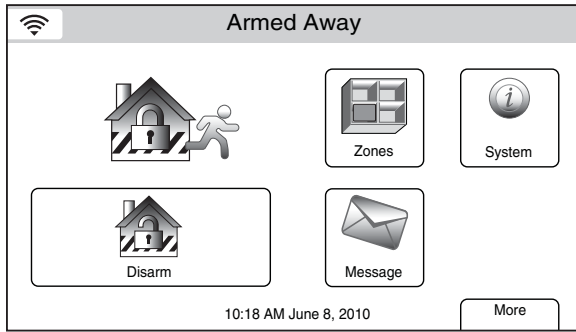 Armed Away
Zones
System
Disarm
Message
10:18 AM June 8, 2010
More